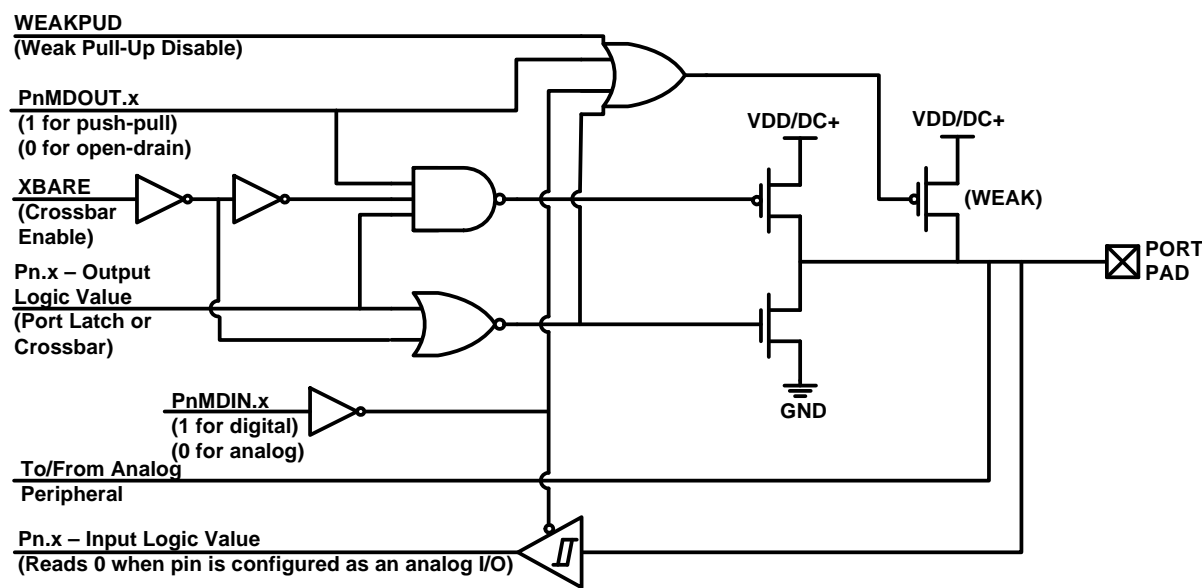 WEAKPUD
(Weak Pull-Up Disable)
PnMDOUT.x
(1 for push-pull)
(0 for open-drain)
XBARE
(Crossbar
Enable)
Pn.x – Output
Logic Value
(Port Latch or
Crossbar)
PnMDIN.x
(1 for digital)
(0 for analog)
To/From Analog
Peripheral
Pn.x – Input Logic Value
(Reads 0 when pin is configured as an analog I/O)
VDD/DC+
VDD/DC+
(WEAK)
PORT
PAD
GND